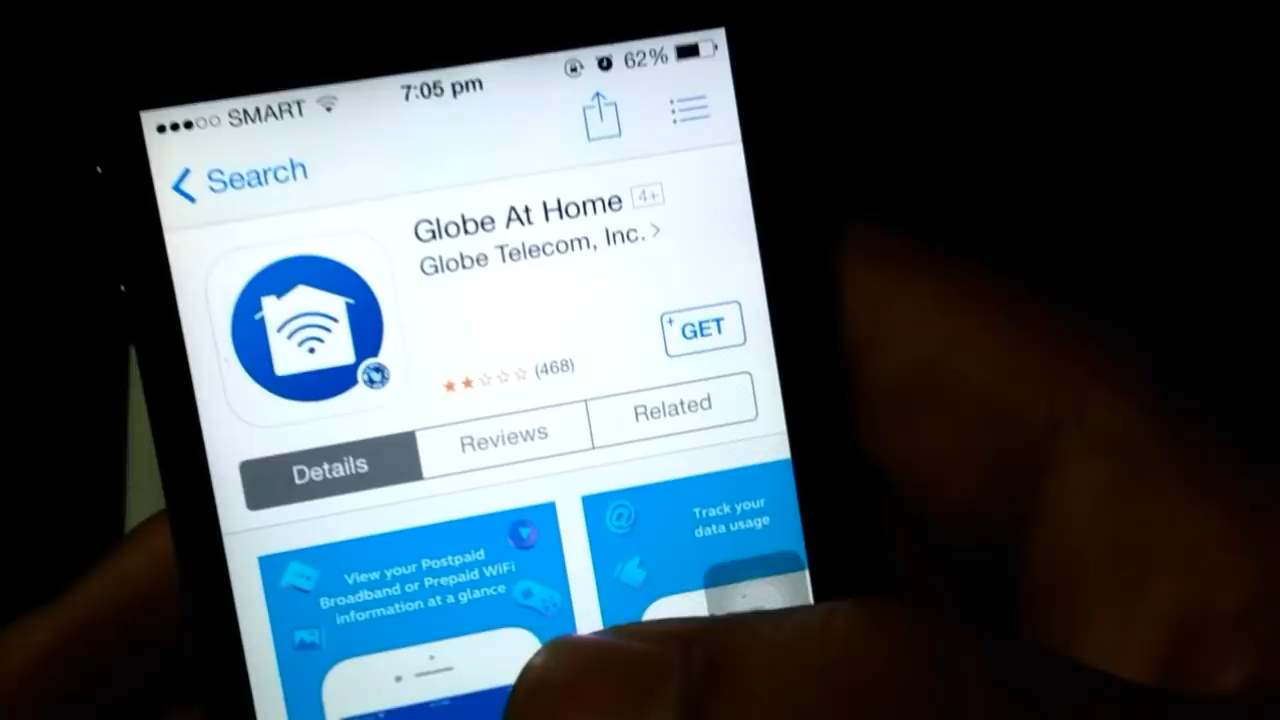 SMART 7:05 pm 62%
Search
Globe At Home 4+
Globe Telecom, Inc.
+ GET
(468)
Details Reviews Related
View your Postpaid
Broadband or Prepaid WiFi
information at a glance
@ Track your
data usage